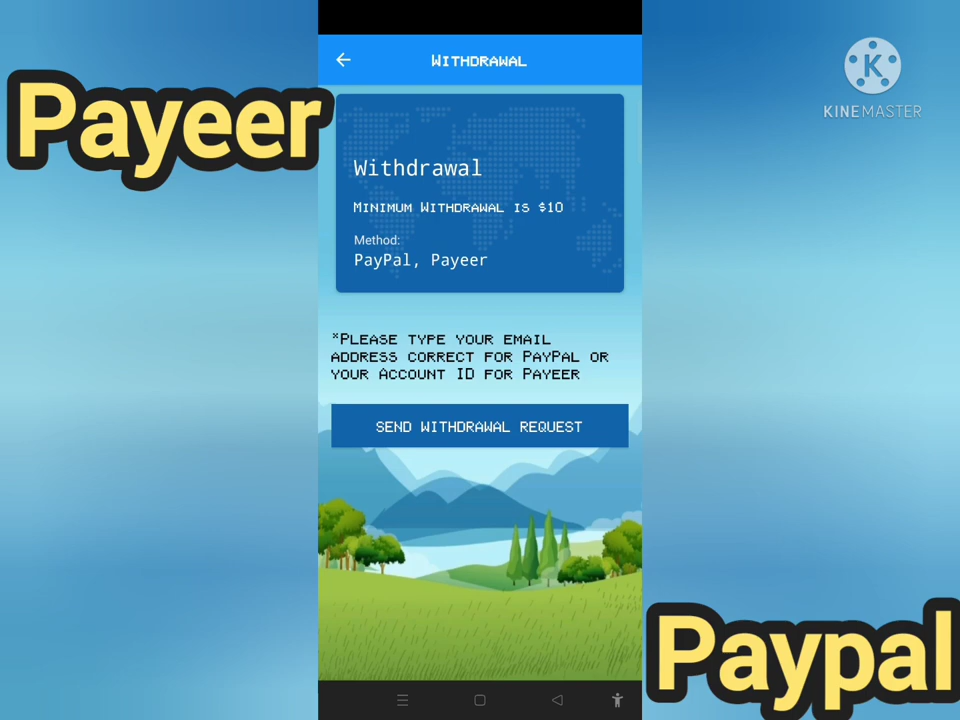 Payeer
WITHDRAWAL
K
KINEMASTER
Withdrawal
MINIMUM WITHDRAWAL IS $10
Method:
PayPal, Payeer
*PLEASE TYPE YOUR EMAIL
ADDRESS CORRECT FOR PAYPAL OR
YOUR ACCOUNT ID FOR PAYEER
SEND WITHDRAWAL REQUEST
Paypal